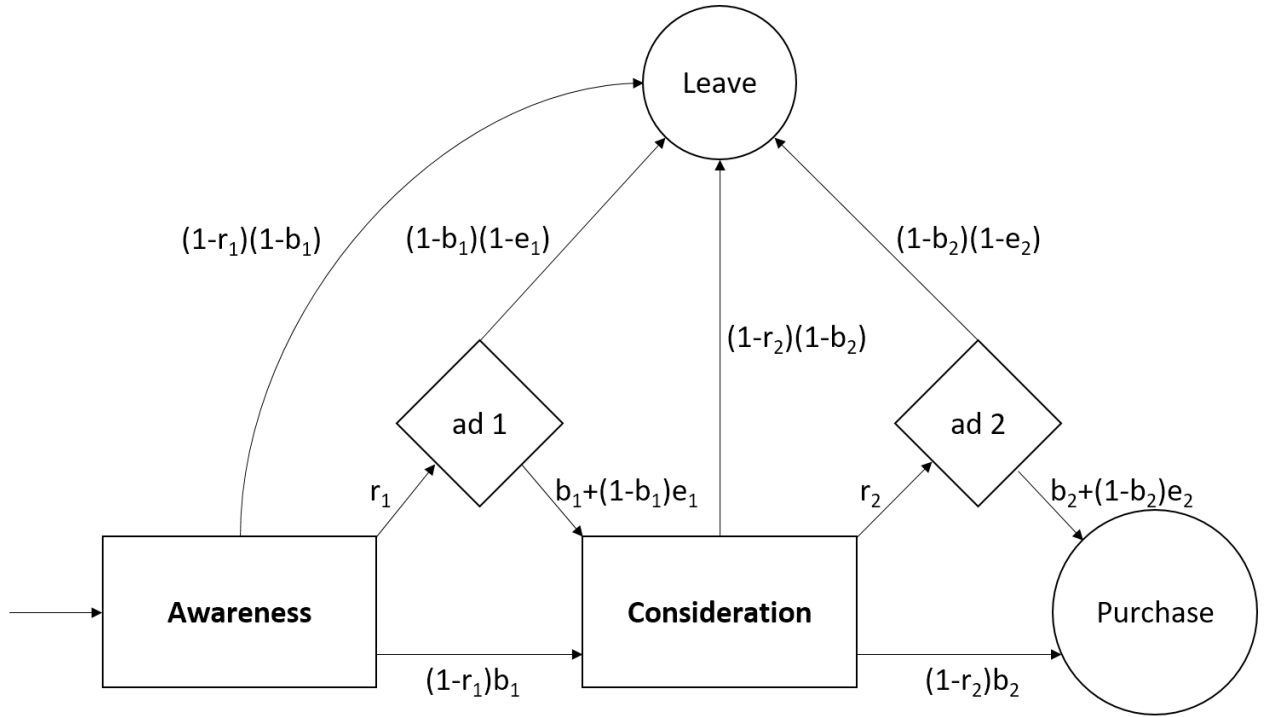 Leave
(1-r₁)(1-b₁)
(1-b₁)(1-e₁)
(1-b₂)(1-e₂)
(1-r₂)(1-b₂)
ad 1
ad 2
r₁
b₁+(1-b₁)e₁
r₂
b₂+(1-b₂)e₂
Awareness
Consideration
Purchase
(1-r₁)b₁
(1-r₂)b₂